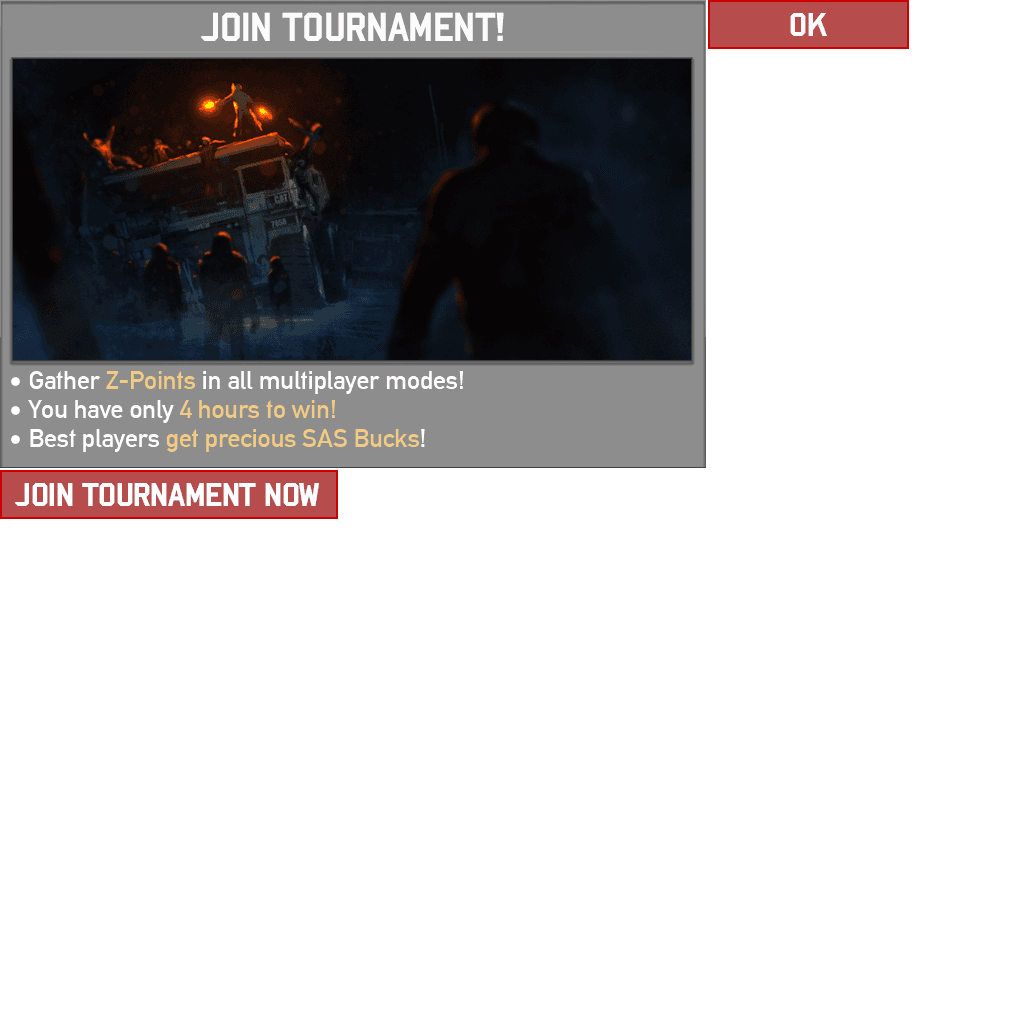 JOIN TOURNAMENT!
OK
CAT
• Gather Z-Points in all multiplayer modes!
• You have only 4 hours to win!
• Best players get precious SAS Bucks!
JOIN TOURNAMENT NOW